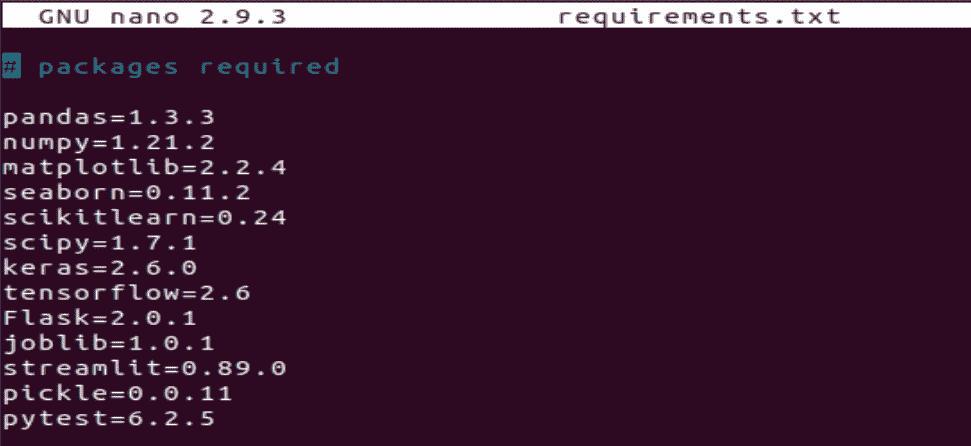 GNU nano 2.9.3 requirements.txt
# packages required
pandas=1.3.3
numpy=1.21.2
matplotlib=2.2.4
seaborn=0.11.2
scikitlearn=0.24
scipy=1.7.1
keras=2.6.0
tensorflow=2.6
Flask=2.0.1
joblib=1.0.1
streamlit=0.89.0
pickle=0.0.11
pytest=6.2.5